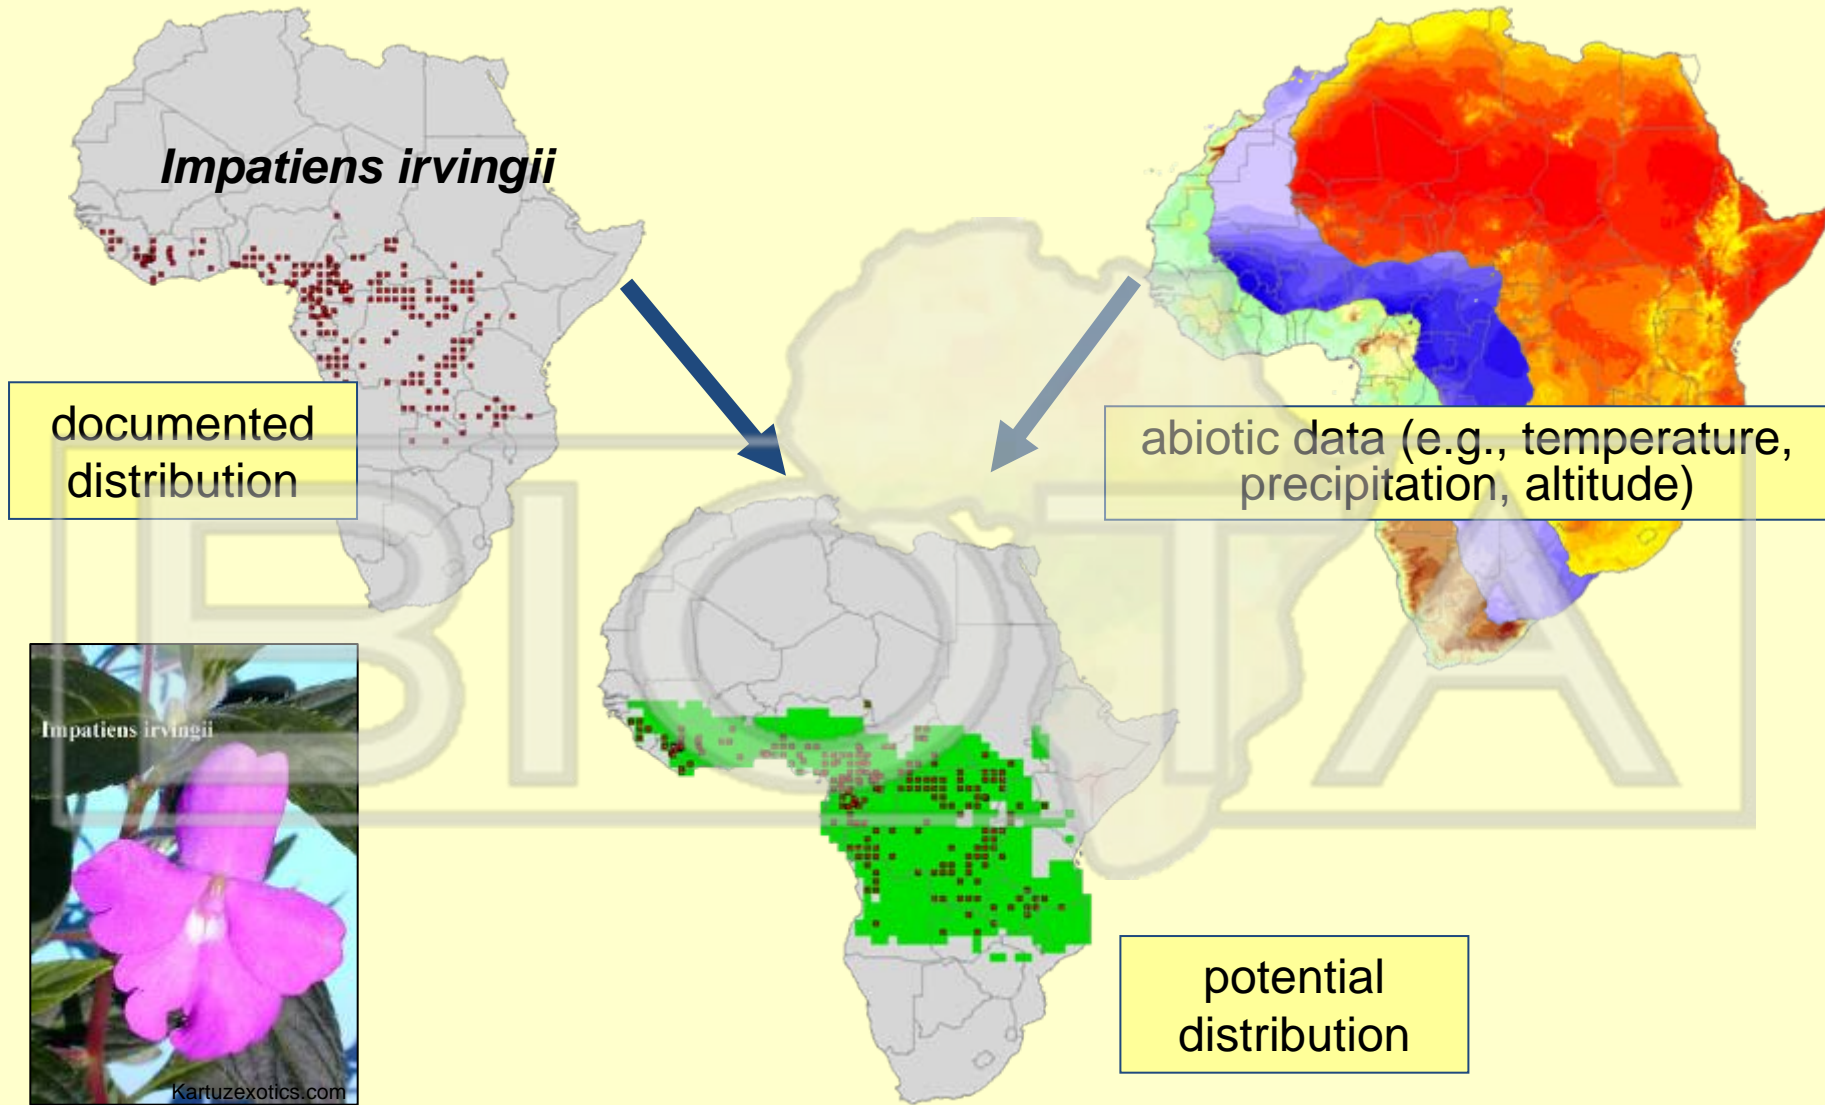 Impatiens irvingii
documented
distribution
abiotic data (e.g., temperature,
precipitation, altitude)
BIOTA
Impatiens irvingii
Kartuzexotics.com
potential
distribution